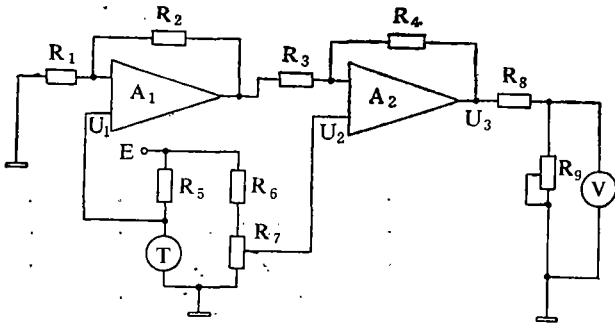 R₂
R₄
R₁
R₃
A₁
A₂
R₈
U₁
U₂
U₃
E
R₅
R₆
R₉
V
R₇
T